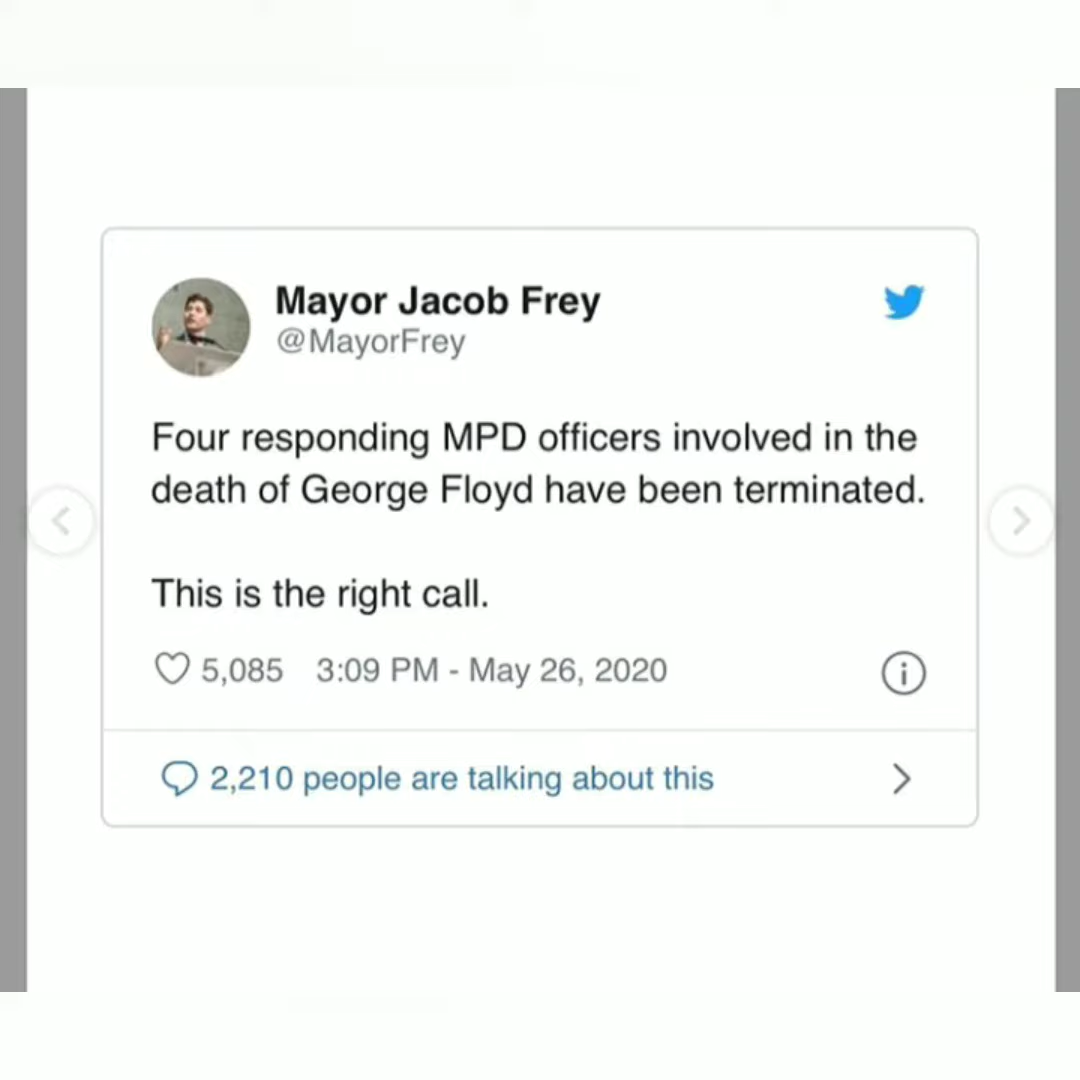 Mayor Jacob Frey
@MayorFrey
Four responding MPD officers involved in the
death of George Floyd have been terminated.
This is the right call.
5,085 3:09 PM - May 26, 2020
2,210 people are talking about this